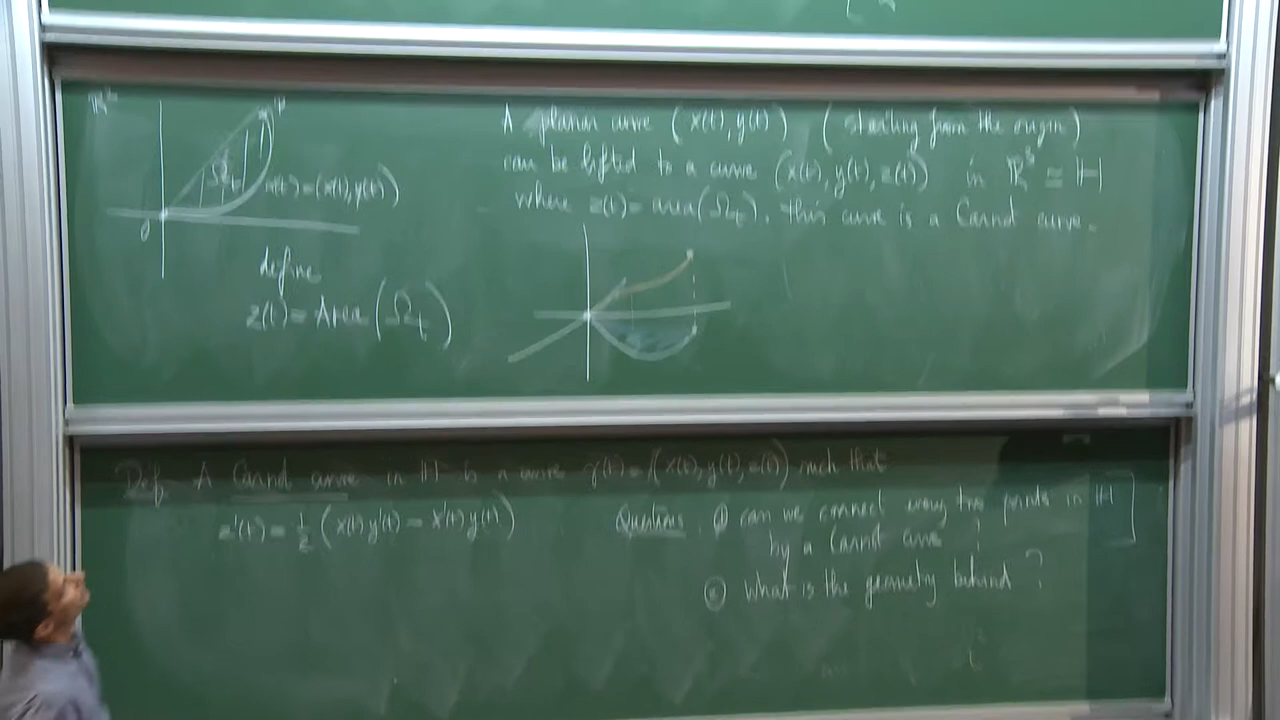 ℝ²
Ω_t
σ(t) = (x(t), y(t))
define
z(t) = Area (Ω_t)
A planar curve (x(t), y(t)) (starting from the origin)
can be lifted to a curve (x(t), y(t), z(t)) in ℝ³ ≃ ℍ
where z(t) = area(Ω_t). This curve is a Carnot curve.
Def. A Carnot curve in ℍ is a curve γ(t) = (x(t), y(t), z(t)) such that
z'(t) = 1/2 (x(t) y'(t) - x'(t) y(t))
Questions. ① can we connect every two points in ℍ
by a Carnot curve ?
② What is the geometry behind ?